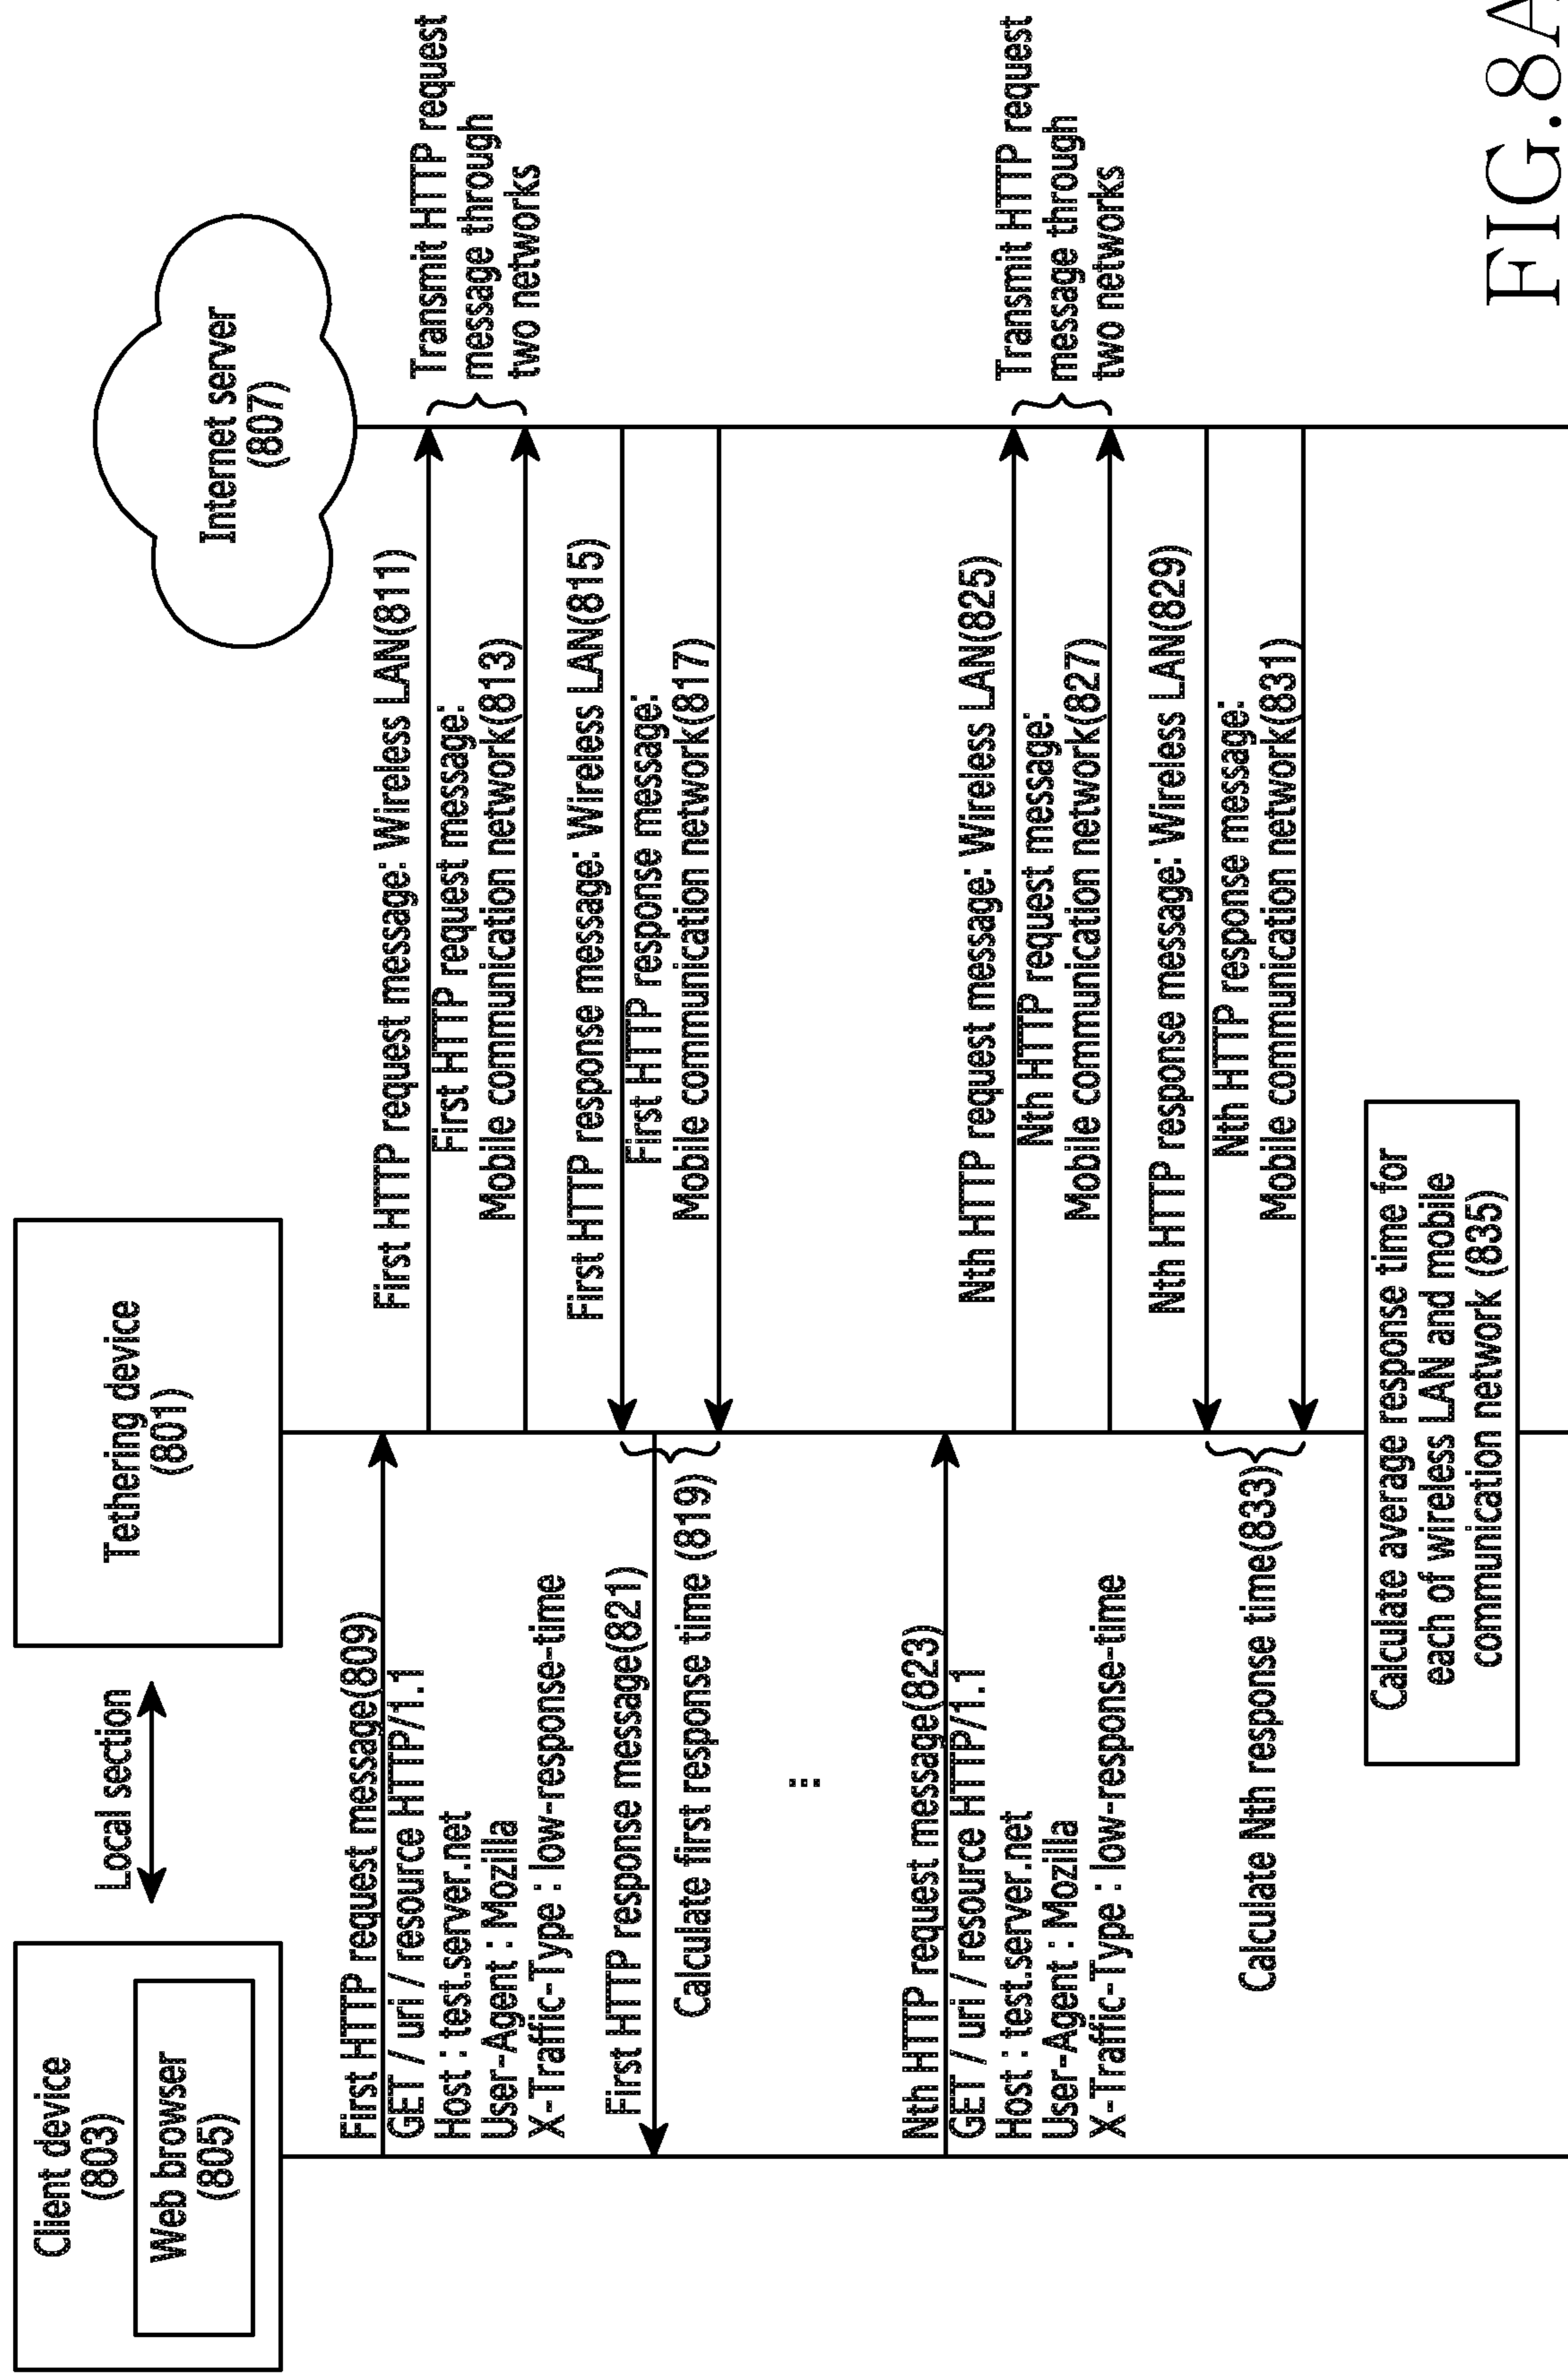 Client device
(803)
Web browser
(805)
Local section
Tethering device
(801)
Internet server
(807)
First HTTP request message(809)
GET / uri / resource HTTP/1.1
Host : test.server.net
User-Agent : Mozilla
X-Traffic-Type : low-response-time
First HTTP request message: Wireless LAN(811)
First HTTP request message:
Mobile communication network(813)
Transmit HTTP request
message through
two networks
First HTTP response message: Wireless LAN(815)
First HTTP response message:
Mobile communication network(817)
First HTTP response message(821)
Calculate first response time (819)
...
Nth HTTP request message(823)
GET / uri / resource HTTP/1.1
Host : test.server.net
User-Agent : Mozilla
X-Traffic-Type : low-response-time
Nth HTTP request message: Wireless LAN(825)
Nth HTTP request message:
Mobile communication network(827)
Transmit HTTP request
message through
two networks
Nth HTTP response message: Wireless LAN(829)
Nth HTTP response message:
Mobile communication network(831)
Calculate Nth response time(833)
Calculate average response time for
each of wireless LAN and mobile
communication network (835)
FIG.8A